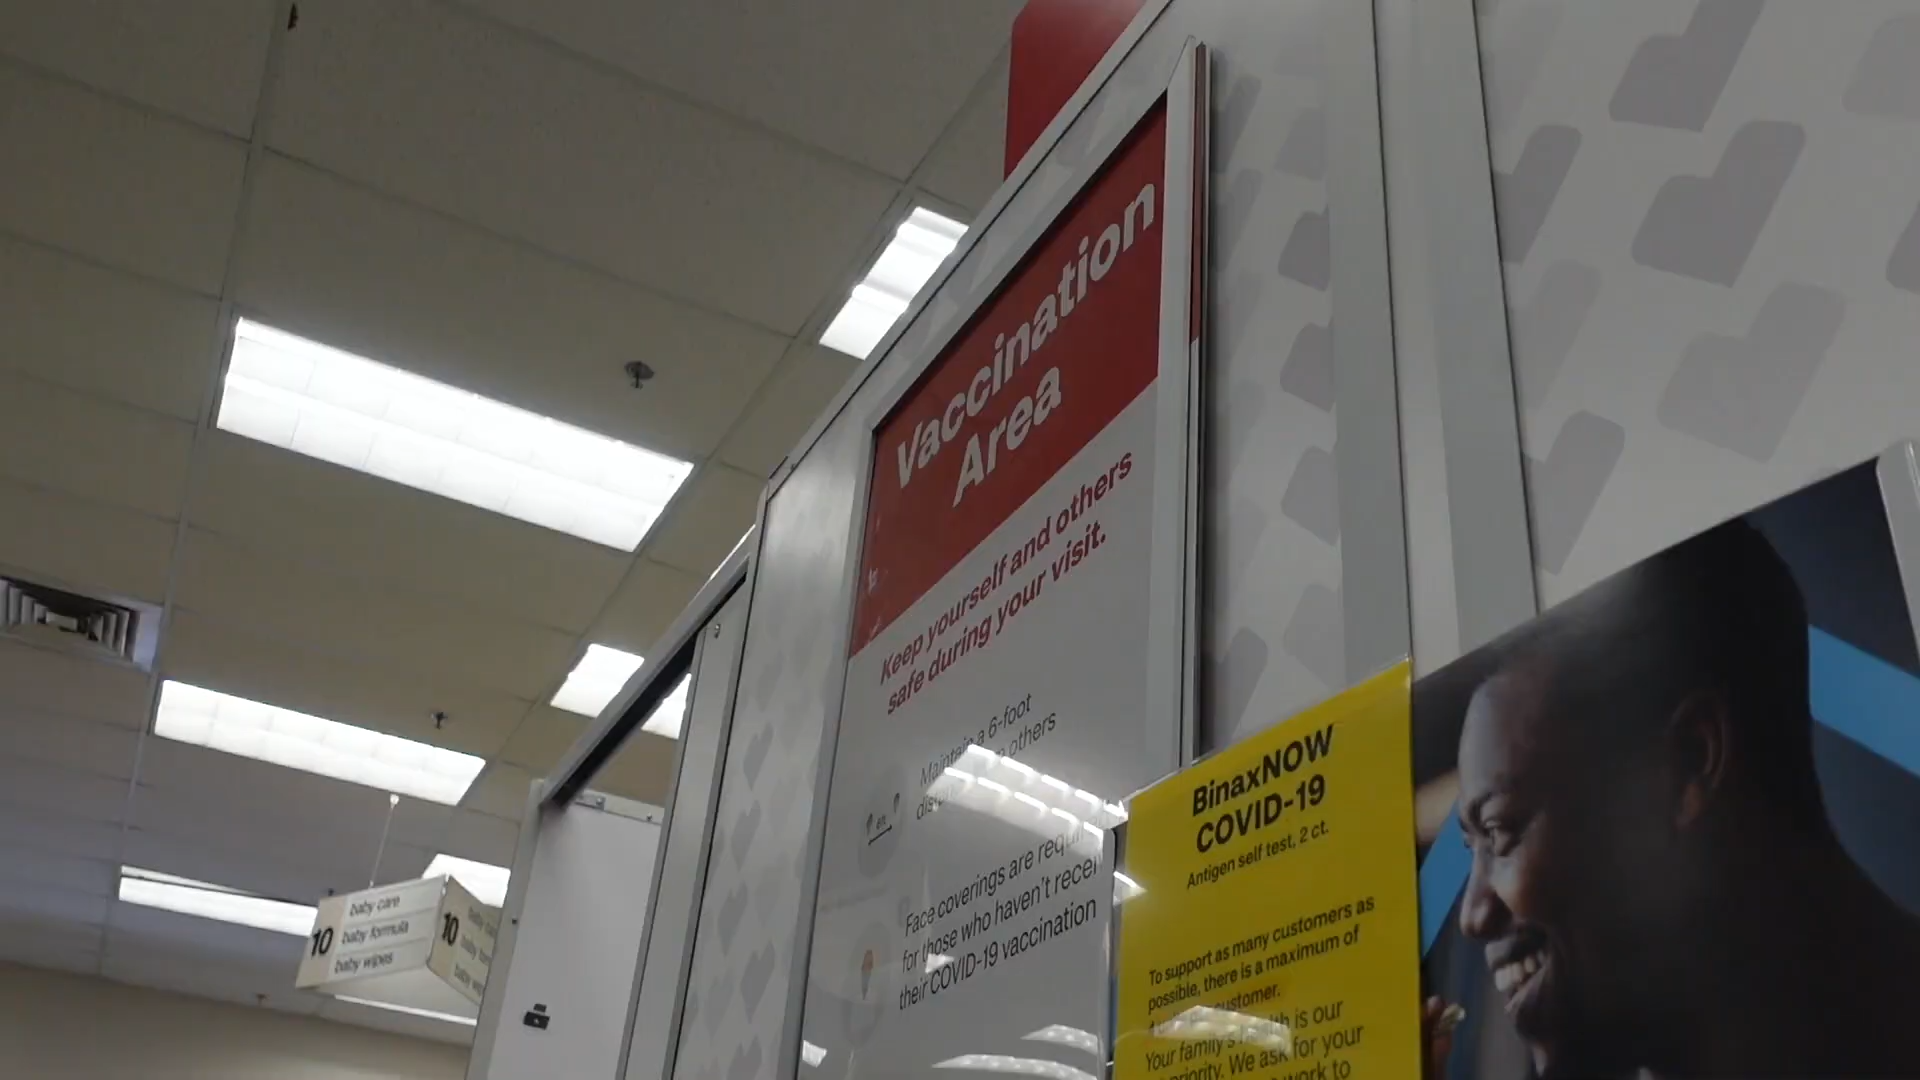 Vaccination
Area
Keep yourself and others
safe during your visit.
Maintain a 6-foot
others
Face coverings are
for those who haven't
their COVID-19 vaccination
BinaxNOW
COVID-19
Antigen self test, 2 ct.
To support as many customers as
possible, there is a maximum of
customer.
Your family's health is our
priority. We ask for your
work to
10
baby care
baby formula
baby wipes
10